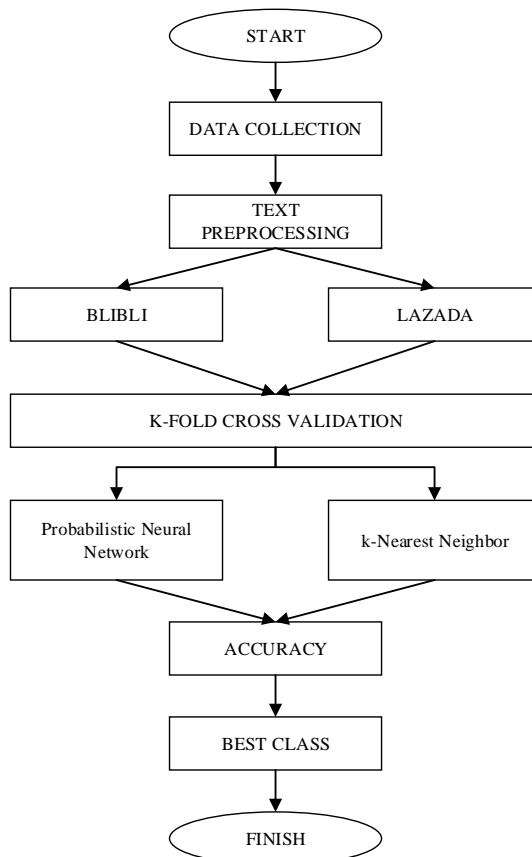 START
DATA COLLECTION
TEXT
PREPROCESSING
BLIBLI
LAZADA
K-FOLD CROSS VALIDATION
Probabilistic Neural
Network
k-Nearest Neighbor
ACCURACY
BEST CLASS
FINISH